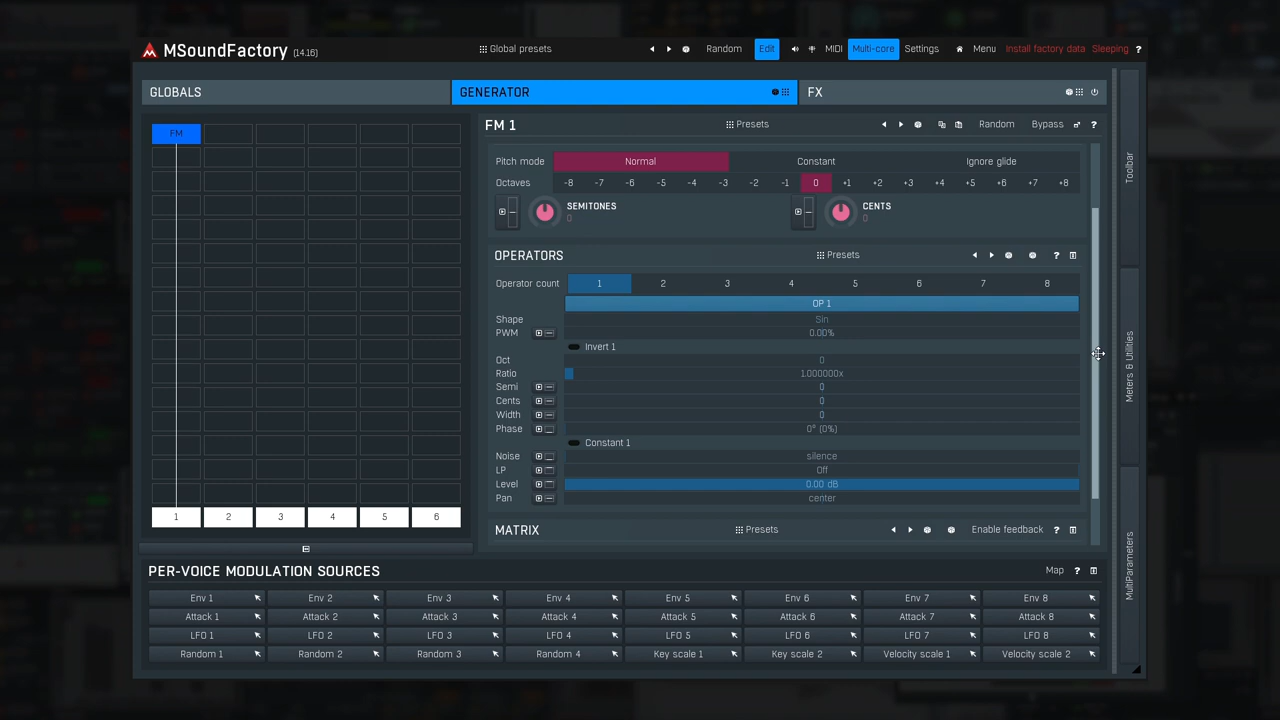 MSoundFactory (14.16) Global presets Random Edit MIDI Multi-core Settings Menu Install factory data Sleeping ?
GLOBALS GENERATOR FX
FM FM 1 Presets Random Bypass ?
Pitch mode Normal Constant Ignore glide
Octaves -8 -7 -6 -5 -4 -3 -2 -1 0 +1 +2 +3 +4 +5 +6 +7 +8
SEMITONES 0 CENTS 0
OPERATORS Presets ?
Operator count 1 2 3 4 5 6 7 8
OP 1
Shape Sin
PWM 0.00%
Invert 1
Oct 0
Ratio 1.000000x
Semi 0
Cents 0
Width 0
Phase 0° (0%)
Constant 1
Noise silence
LP Off
Level 0.00 dB
Pan center
1 2 3 4 5 6
MATRIX Presets Enable feedback ?
PER-VOICE MODULATION SOURCES Map ?
Env 1 Env 2 Env 3 Env 4 Env 5 Env 6 Env 7 Env 8
Attack 1 Attack 2 Attack 3 Attack 4 Attack 5 Attack 6 Attack 7 Attack 8
LFO 1 LFO 2 LFO 3 LFO 4 LFO 5 LFO 6 LFO 7 LFO 8
Random 1 Random 2 Random 3 Random 4 Key scale 1 Key scale 2 Velocity scale 1 Velocity scale 2
Toolbar
Meters & Utilities
MultiParameters